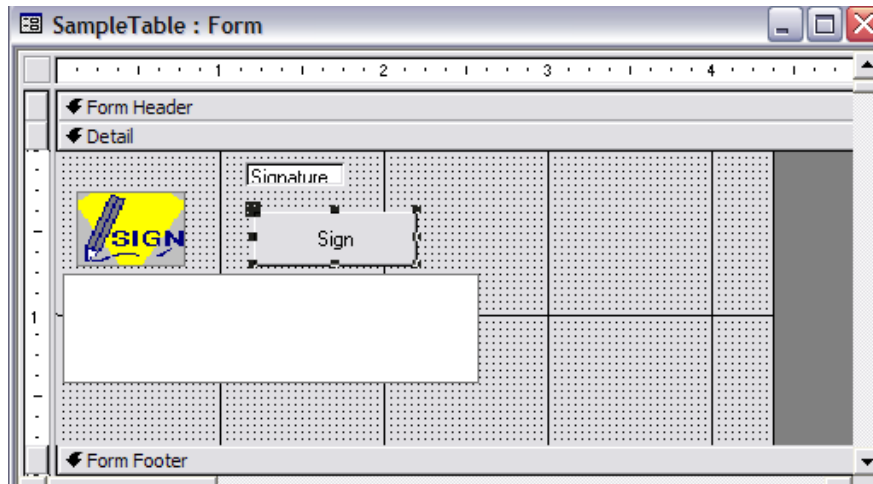 SampleTable : Form
1 2 3 4
Form Header
Detail
Signature
SIGN
Sign
1
Form Footer